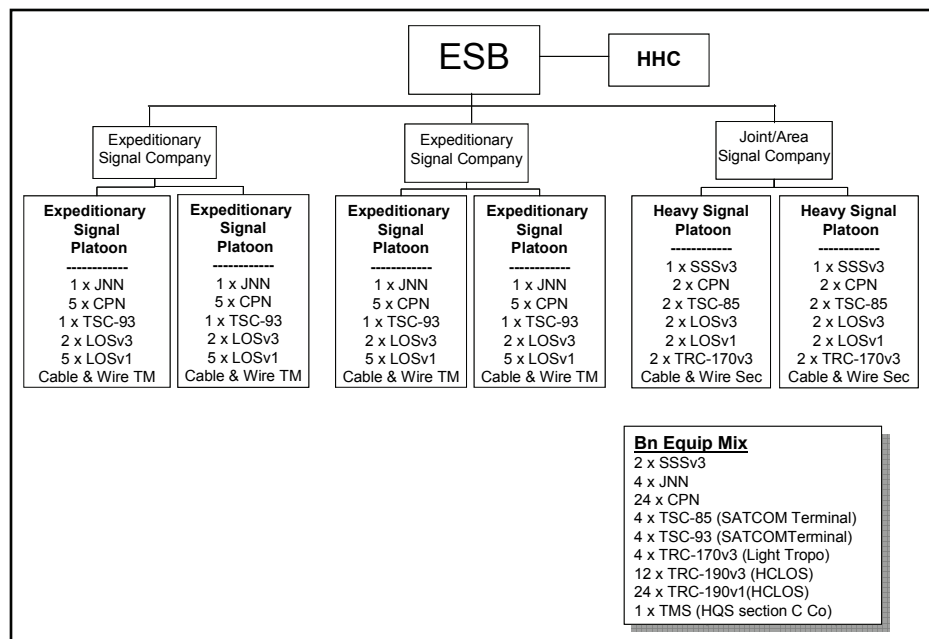 ESB
HHC
Expeditionary
Signal Company
Expeditionary
Signal Company
Joint/Area
Signal Company
Expeditionary
Signal
Platoon
------------
1 x JNN
5 x CPN
1 x TSC-93
2 x LOSv3
5 x LOSv1
Cable & Wire TM
Expeditionary
Signal
Platoon
------------
1 x JNN
5 x CPN
1 x TSC-93
2 x LOSv3
5 x LOSv1
Cable & Wire TM
Expeditionary
Signal
Platoon
------------
1 x JNN
5 x CPN
1 x TSC-93
2 x LOSv3
5 x LOSv1
Cable & Wire TM
Expeditionary
Signal
Platoon
------------
1 x JNN
5 x CPN
1 x TSC-93
2 x LOSv3
5 x LOSv1
Cable & Wire TM
Heavy Signal
Platoon
------------
1 x SSSv3
2 x CPN
2 x TSC-85
2 x LOSv3
2 x LOSv1
2 x TRC-170v3
Cable & Wire Sec
Heavy Signal
Platoon
------------
1 x SSSv3
2 x CPN
2 x TSC-85
2 x LOSv3
2 x LOSv1
2 x TRC-170v3
Cable & Wire Sec
Bn Equip Mix
2 x SSSv3
4 x JNN
24 x CPN
4 x TSC-85 (SATCOM Terminal)
4 x TSC-93 (SATCOMTerminal)
4 x TRC-170v3 (Light Tropo)
12 x TRC-190v3 (HCLOS)
24 x TRC-190v1(HCLOS)
1 x TMS (HQS section C Co)